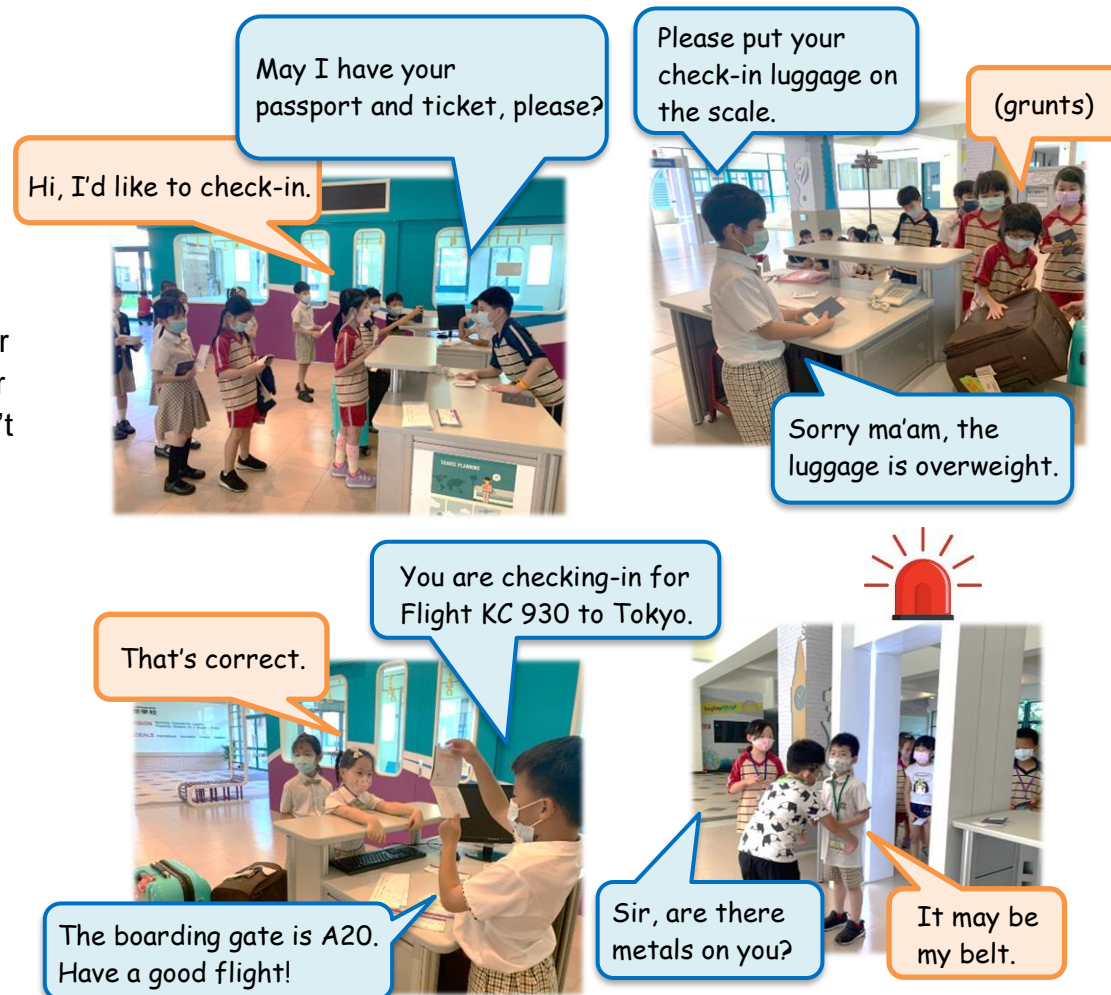 May I have your
passport and ticket, please?
Hi, I'd like to check-in.
Please put your
check-in luggage on
the scale.
(grunts)
Sorry ma'am, the
luggage is overweight.
You are checking-in for
Flight KC 930 to Tokyo.
That's correct.
The boarding gate is A20.
Have a good flight!
Sir, are there
metals on you?
It may be
my belt.
TRAVEL PLANNING